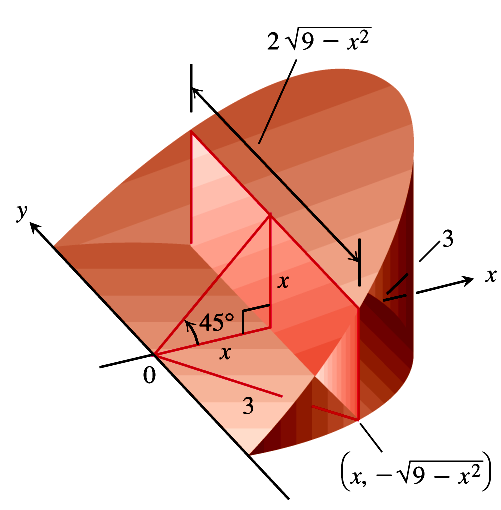 2√(9 − x²)
y
3
x
x
45°
x
0
3
(x, −√(9 − x²))